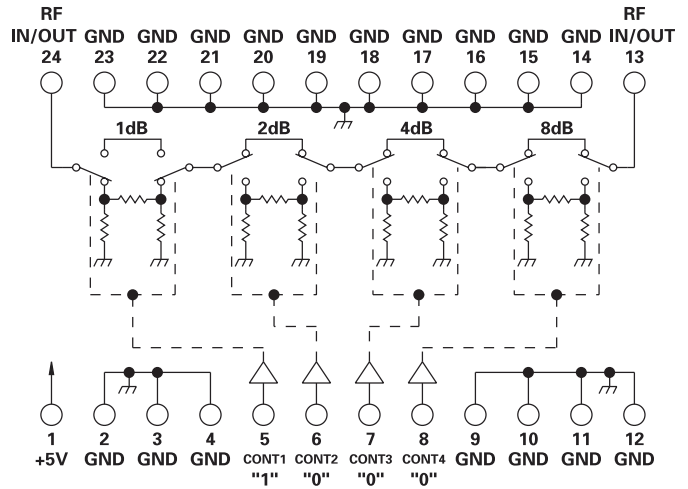 RF RF
IN/OUT GND GND GND GND GND GND GND GND GND GND IN/OUT
24 23 22 21 20 19 18 17 16 15 14 13
1dB 2dB 4dB 8dB
1 2 3 4 5 6 7 8 9 10 11 12
+5V GND GND GND CONT1 CONT2 CONT3 CONT4 GND GND GND GND
"1" "0" "0" "0"